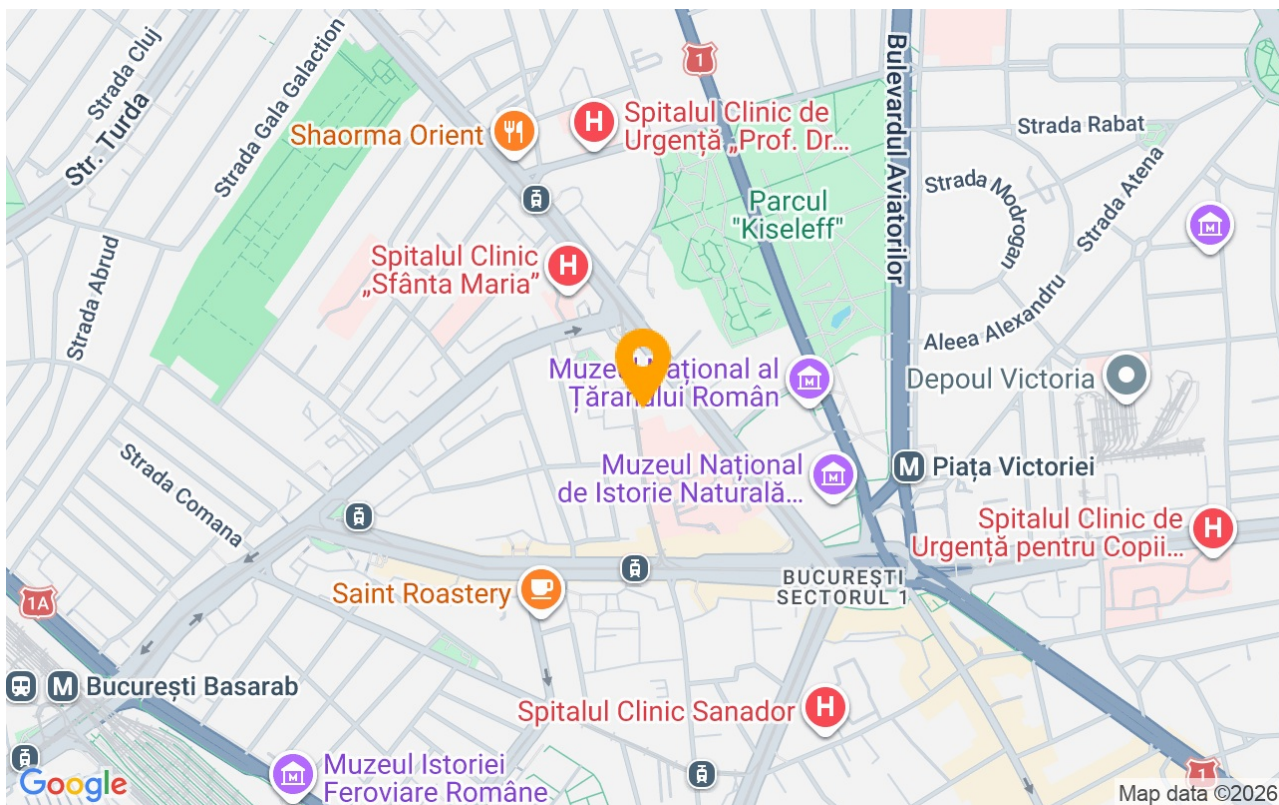 Strada Cluj
Str. Turda
Strada Gala Galaction
Shaorma Orient
Spitalul Clinic de
Urgență „Prof. Dr...
1
Bulevardul Aviatorilor
Strada Rabat
Strada Modrogan
Strada Atena
Parcul
"Kiseleff"
Spitalul Clinic
„Sfânta Maria”
Strada Abrud
Aleea Alexandru
Muzeul Național al
Țăranului Român
Depoul Victoria
Muzeul Național
de Istorie Naturală...
Piața Victoriei
Strada Comana
Spitalul Clinic de
Urgență pentru Copii...
BUCUREȘTI
SECTORUL 1
Saint Roastery
1A
București Basarab
Spitalul Clinic Sanador
Muzeul Istoriei
Feroviare Române
1
Google
Map data ©2026